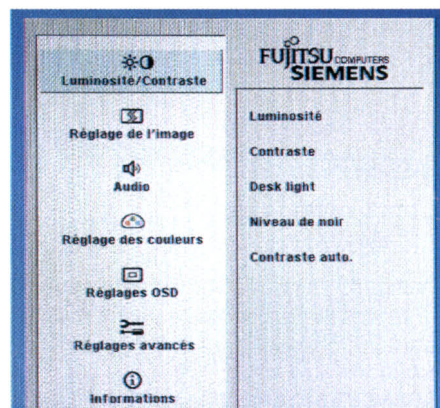 Luminosité/Contraste
Réglage de l'image
Audio
Réglage des couleurs
Réglages OSD
Réglages avancés
Informations
FUJITSU COMPUTERS
SIEMENS
Luminosité
Contraste
Desk light
Niveau de noir
Contraste auto.